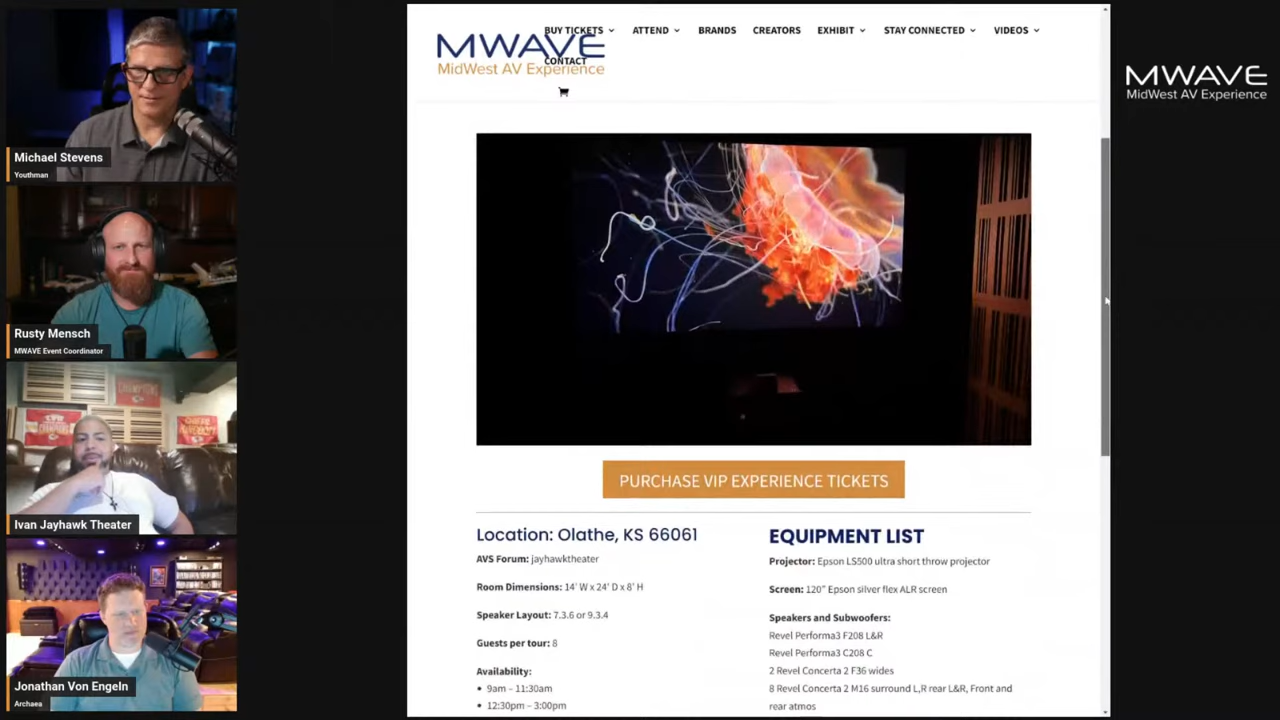 Michael Stevens
Youthman
Rusty Mensch
MWAVE Event Coordinator
CHAMPIONS
Ivan Jayhawk Theater
Jonathan Von Engeln
Archaea
BUY TICKETS
ATTEND
BRANDS
CREATORS
EXHIBIT
STAY CONNECTED
VIDEOS
CONTACT
MWAVE
MidWest AV Experience
PURCHASE VIP EXPERIENCE TICKETS
Location: Olathe, KS 66061
AVS Forum: jayhawktheater
Room Dimensions: 14' W x 24' D x 8' H
Speaker Layout: 7.3.6 or 9.3.4
Guests per tour: 8
Availability:
• 9am – 11:30am
• 12:30pm – 3:00pm
EQUIPMENT LIST
Projector: Epson LS500 ultra short throw projector
Screen: 120" Epson silver flex ALR screen
Speakers and Subwoofers:
Revel Performa3 F208 L&R
Revel Performa3 C208 C
2 Revel Concerta 2 F36 wides
8 Revel Concerta 2 M16 surround L,R rear L&R, Front and
rear atmos
MWAVE
MidWest AV Experience